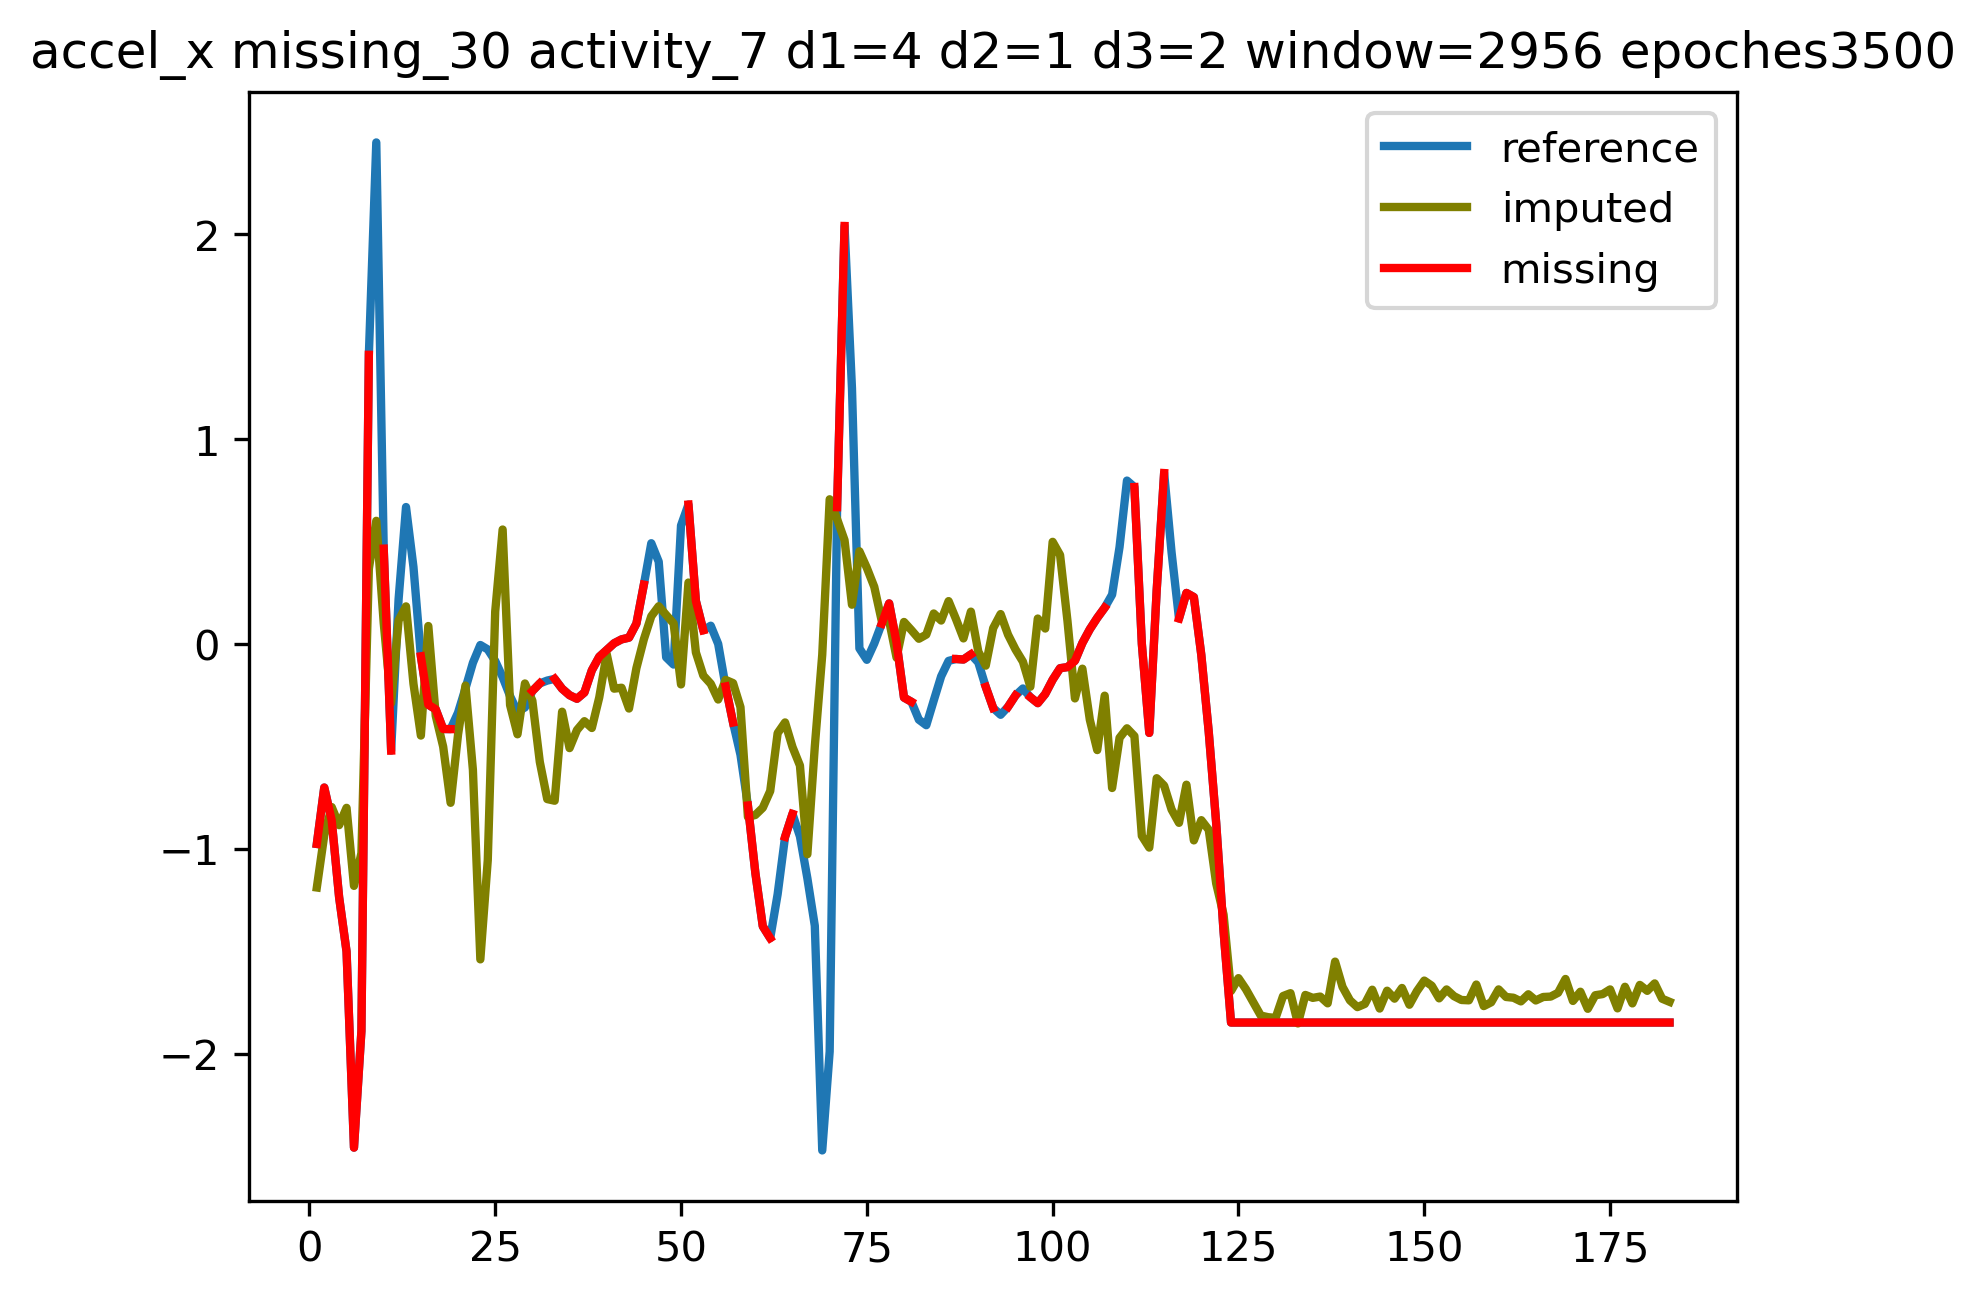 accel_x missing_30 activity_7 d1=4 d2=1 d3=2 window=2956 epoches3500
reference
imputed
missing
2
1
0
−1
−2
0 25 50 75 100 125 150 175